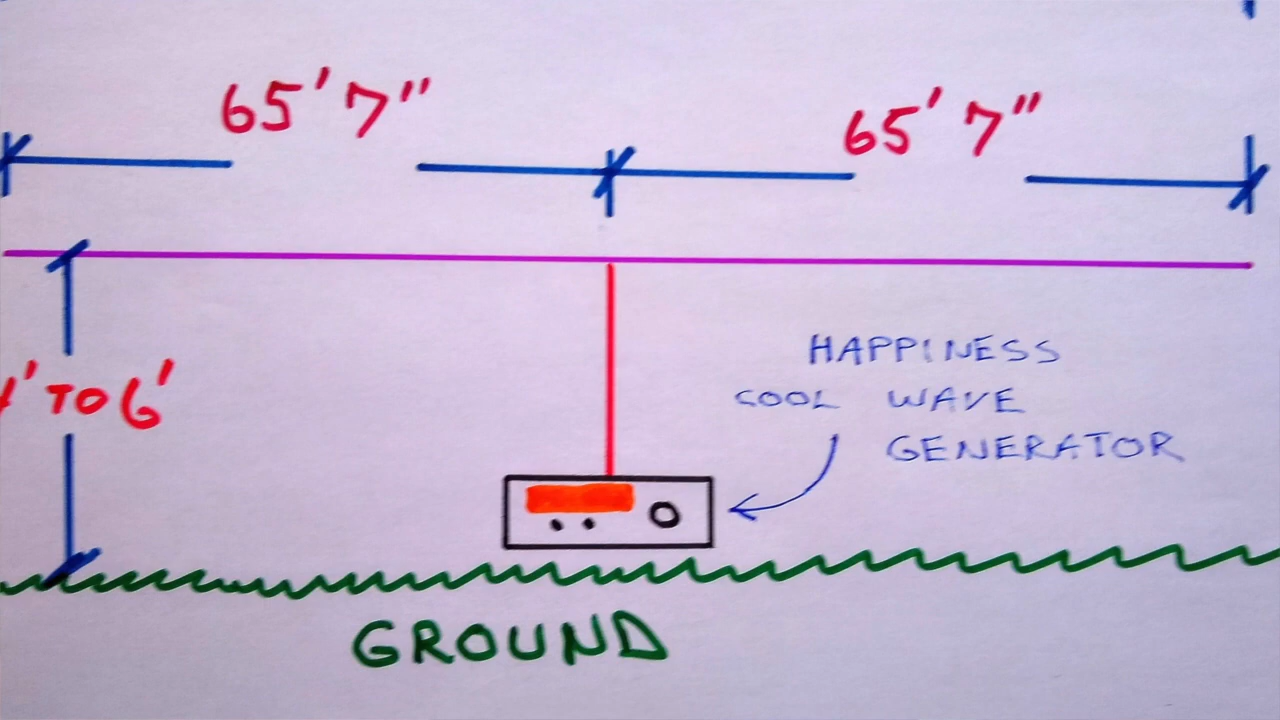 65' 7" 65' 7"
' TO 6'
HAPPINESS
COOL WAVE
GENERATOR
GROUND